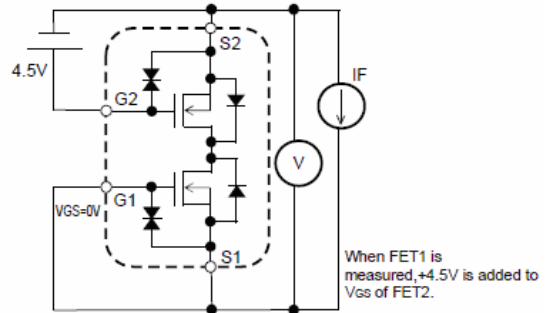 S2
4.5V
IF
G2
V
G1
VGS=0V
S1
When FET1 is
measured,+4.5V is added to
VGS of FET2.